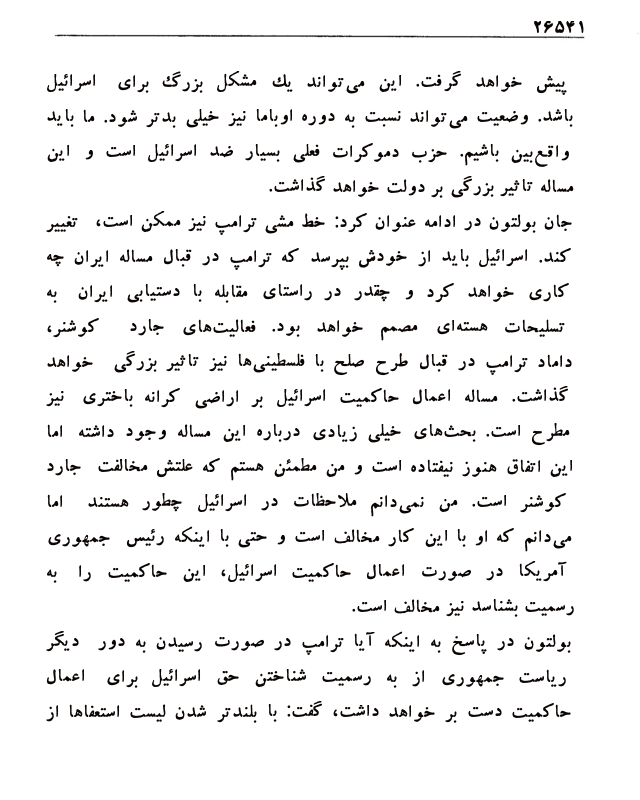 ۲۶۵۴۱
پیش خواهد گرفت. این می‌تواند یك مشکل بزرگ برای اسرائیل
باشد. وضعیت می‌تواند نسبت به دوره اوباما نیز خیلی بدتر شود. ما باید
واقع‌بین باشیم. حزب دموکرات فعلی بسیار ضد اسرائیل است و این
مساله تاثیر بزرگی بر دولت خواهد گذاشت.
جان بولتون در ادامه عنوان کرد: خط مشی ترامپ نیز ممکن است، تغییر
کند. اسرائیل باید از خودش بپرسد که ترامپ در قبال مساله ایران چه
کاری خواهد کرد و چقدر در راستای مقابله با دستیابی ایران به
تسلیحات هسته‌ای مصمم خواهد بود. فعالیت‌های جارد کوشنر،
داماد ترامپ در قبال طرح صلح با فلسطینی‌ها نیز تاثیر بزرگی خواهد
گذاشت. مساله اعمال حاکمیت اسرائیل بر اراضی کرانه باختری نیز
مطرح است. بحث‌های خیلی زیادی درباره این مساله وجود داشته اما
این اتفاق هنوز نیفتاده است و من مطمئن هستم که علتش مخالفت جارد
کوشنر است. من نمی‌دانم ملاحظات در اسرائیل چطور هستند اما
می‌دانم که او با این کار مخالف است و حتی با اینکه رئیس جمهوری
آمریکا در صورت اعمال حاکمیت اسرائیل، این حاکمیت را به
رسمیت بشناسد نیز مخالف است.
بولتون در پاسخ به اینکه آیا ترامپ در صورت رسیدن به دور دیگر
ریاست جمهوری از به رسمیت شناختن حق اسرائیل برای اعمال
حاکمیت دست بر خواهد داشت، گفت: با بلندتر شدن لیست استعفاها از